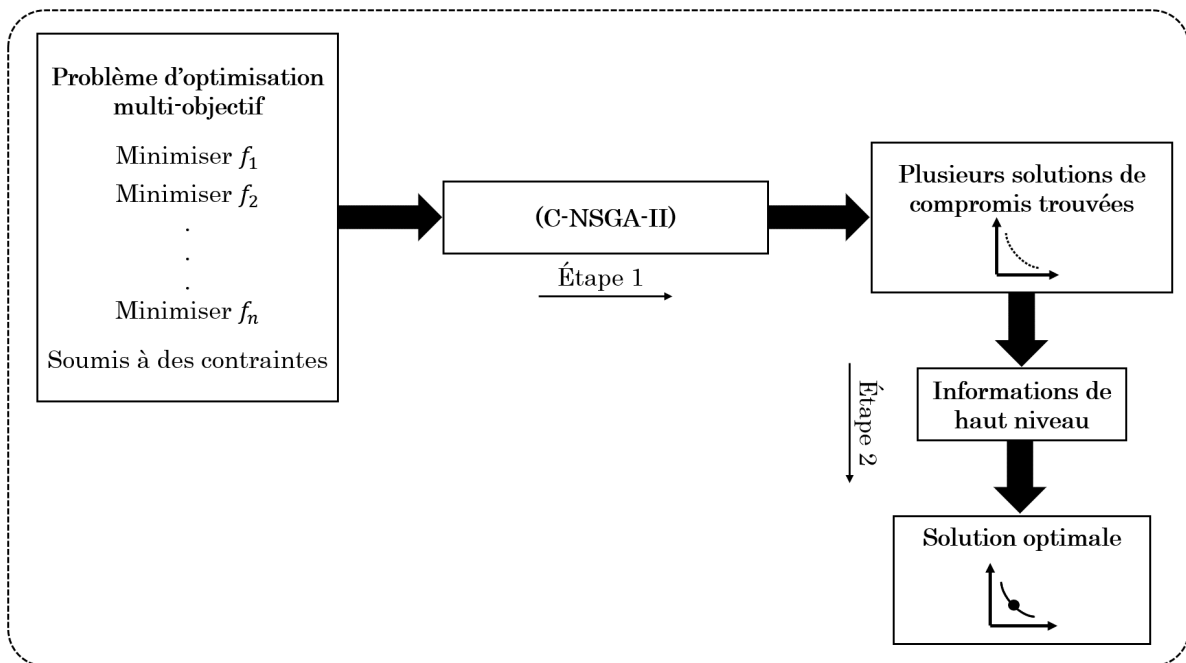 Problème d'optimisation
multi-objectif
Minimiser f₁
Minimiser f₂
.
.
.
Minimiser fₙ
Soumis à des contraintes
(C-NSGA-II)
Étape 1
Plusieurs solutions de
compromis trouvées
Étape 2
Informations de
haut niveau
Solution optimale